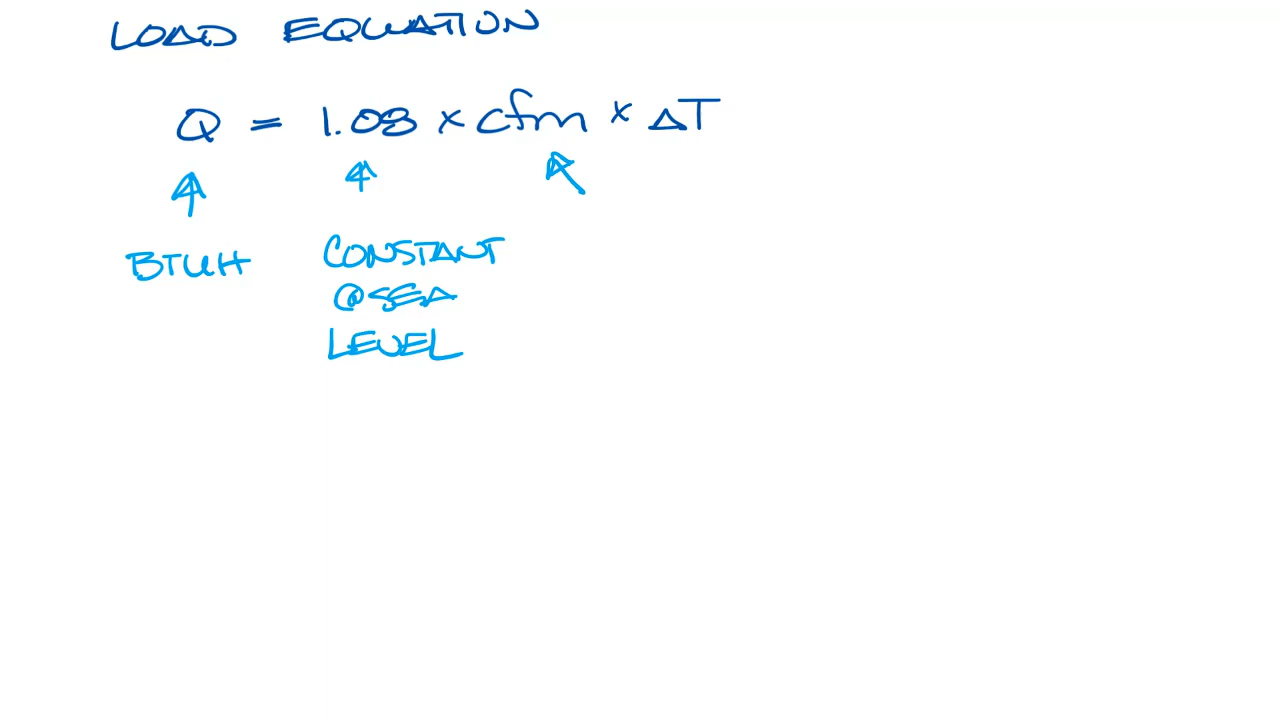 LOAD EQUATION
Q = 1.08 × cfm × ΔT
BTUH CONSTANT
@SEA
LEVEL